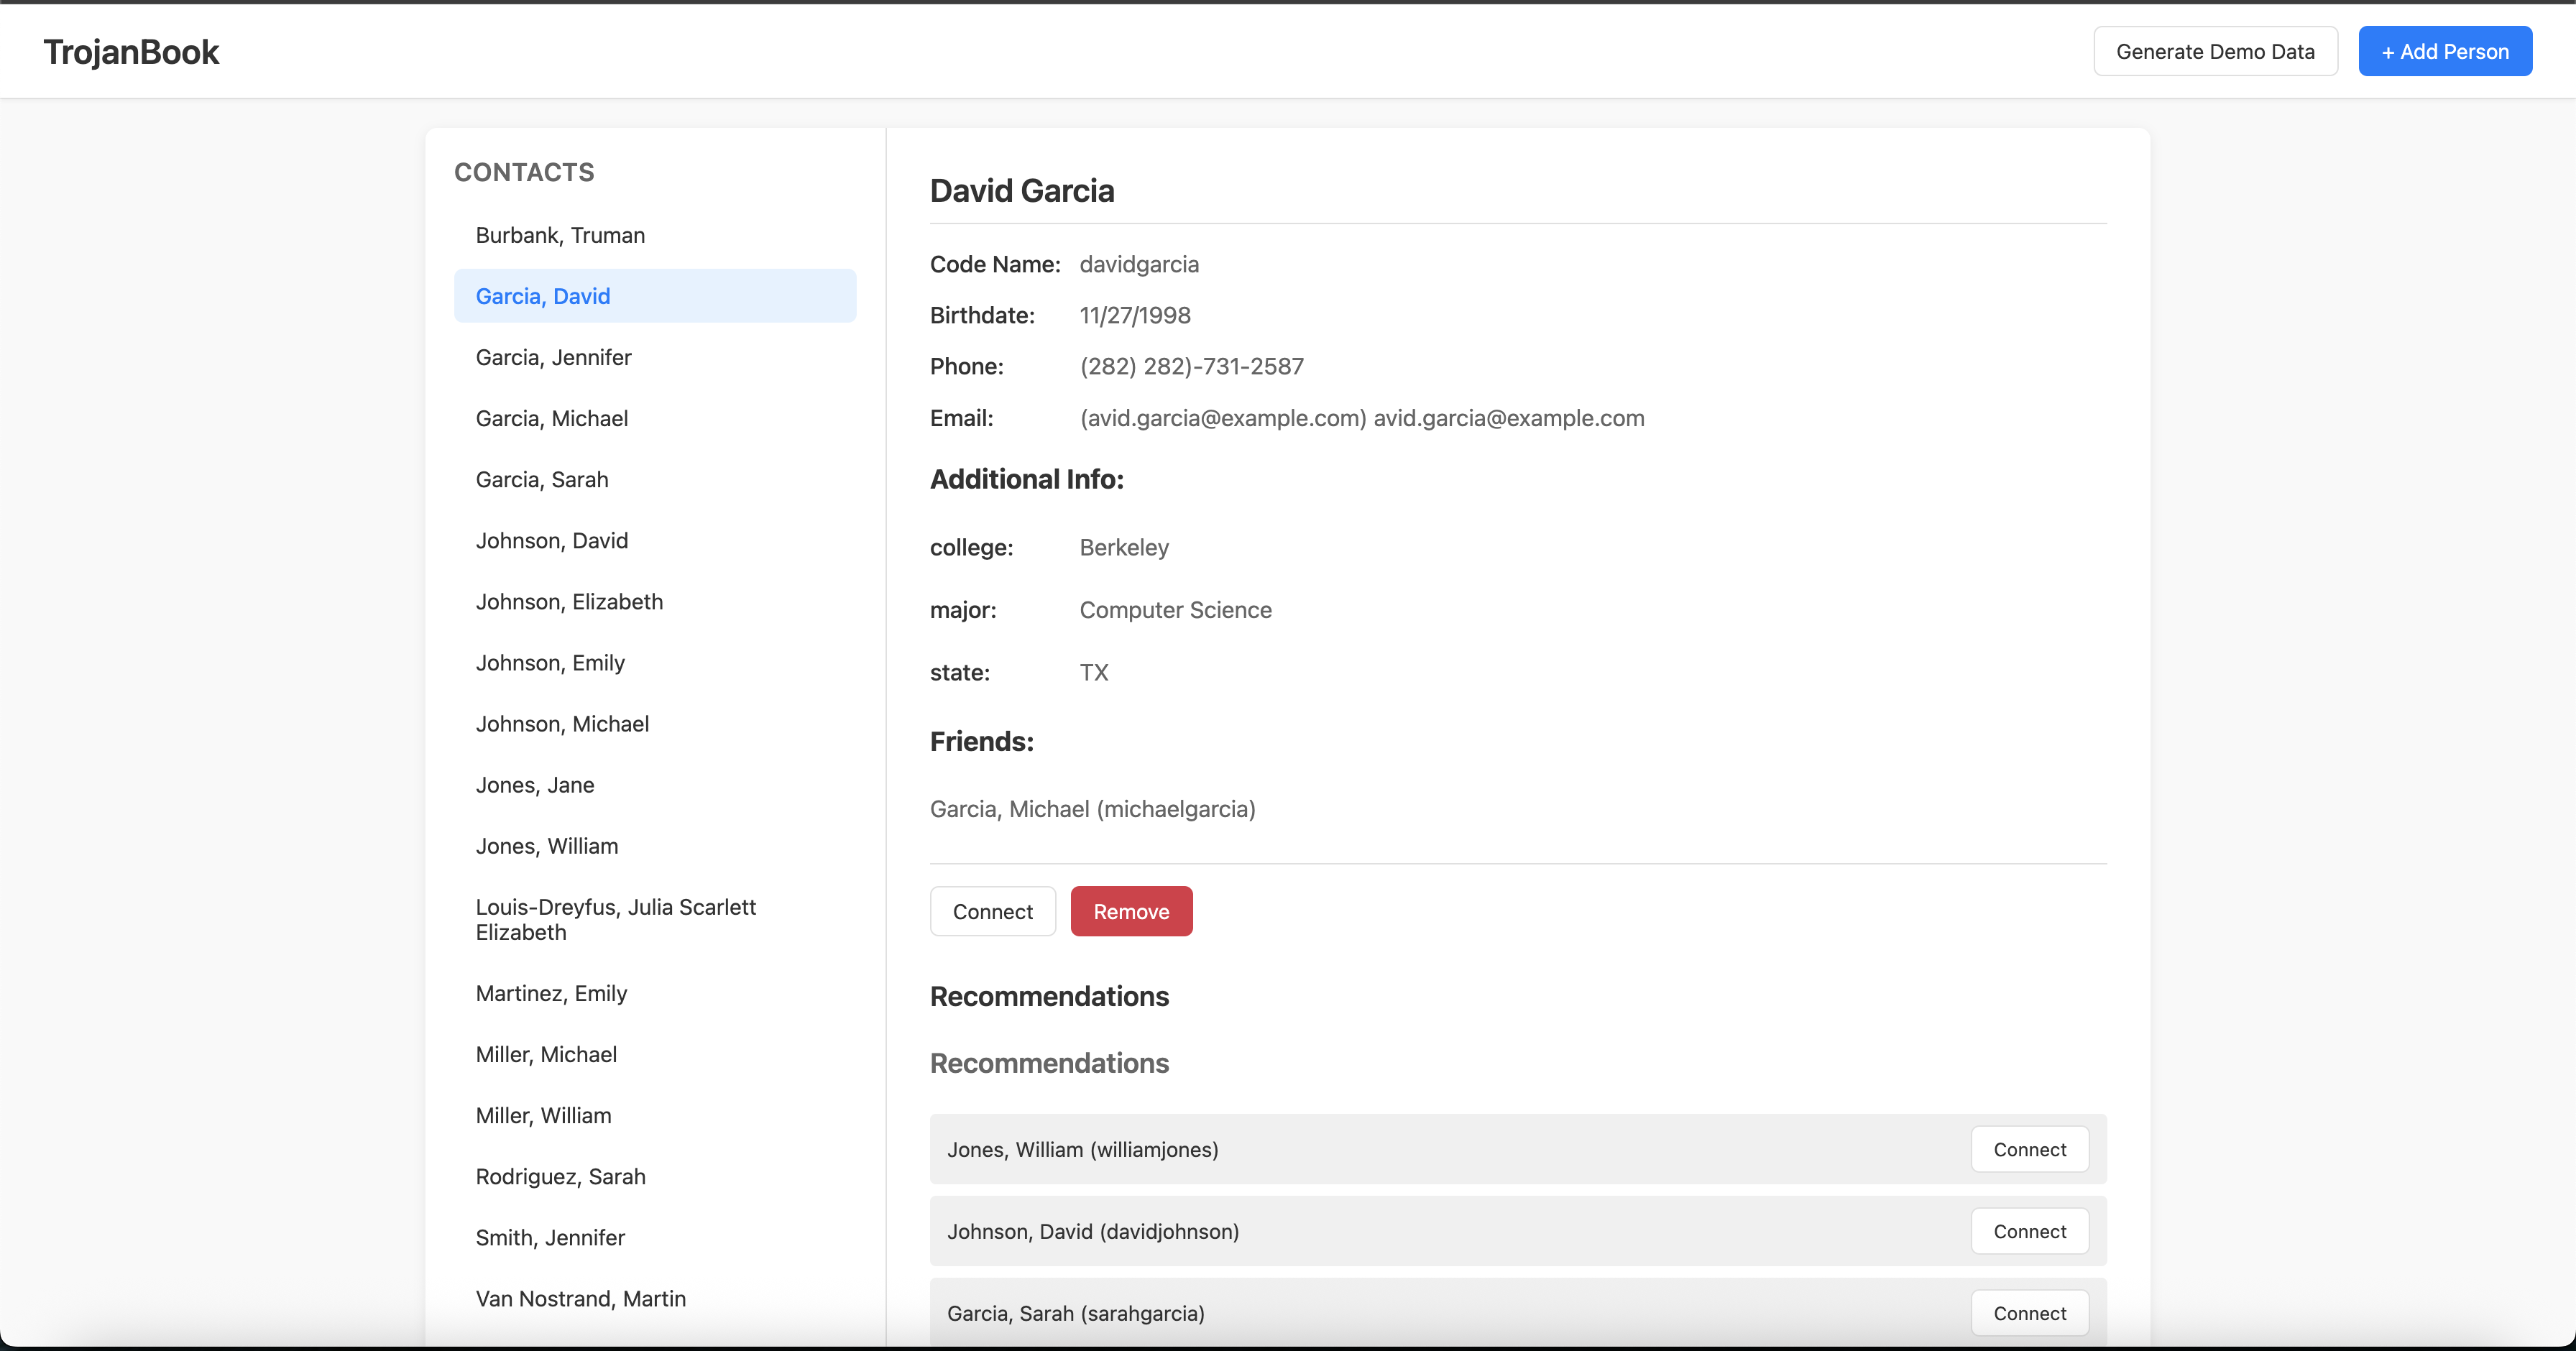 TrojanBook
Generate Demo Data
+ Add Person
CONTACTS
Burbank, Truman
Garcia, David
Garcia, Jennifer
Garcia, Michael
Garcia, Sarah
Johnson, David
Johnson, Elizabeth
Johnson, Emily
Johnson, Michael
Jones, Jane
Jones, William
Louis-Dreyfus, Julia Scarlett
Elizabeth
Martinez, Emily
Miller, Michael
Miller, William
Rodriguez, Sarah
Smith, Jennifer
Van Nostrand, Martin
David Garcia
Code Name: davidgarcia
Birthdate: 11/27/1998
Phone: (282) 282)-731-2587
Email: (avid.garcia@example.com) avid.garcia@example.com
Additional Info:
college: Berkeley
major: Computer Science
state: TX
Friends:
Garcia, Michael (michaelgarcia)
Connect Remove
Recommendations
Recommendations
Jones, William (williamjones) Connect
Johnson, David (davidjohnson) Connect
Garcia, Sarah (sarahgarcia) Connect